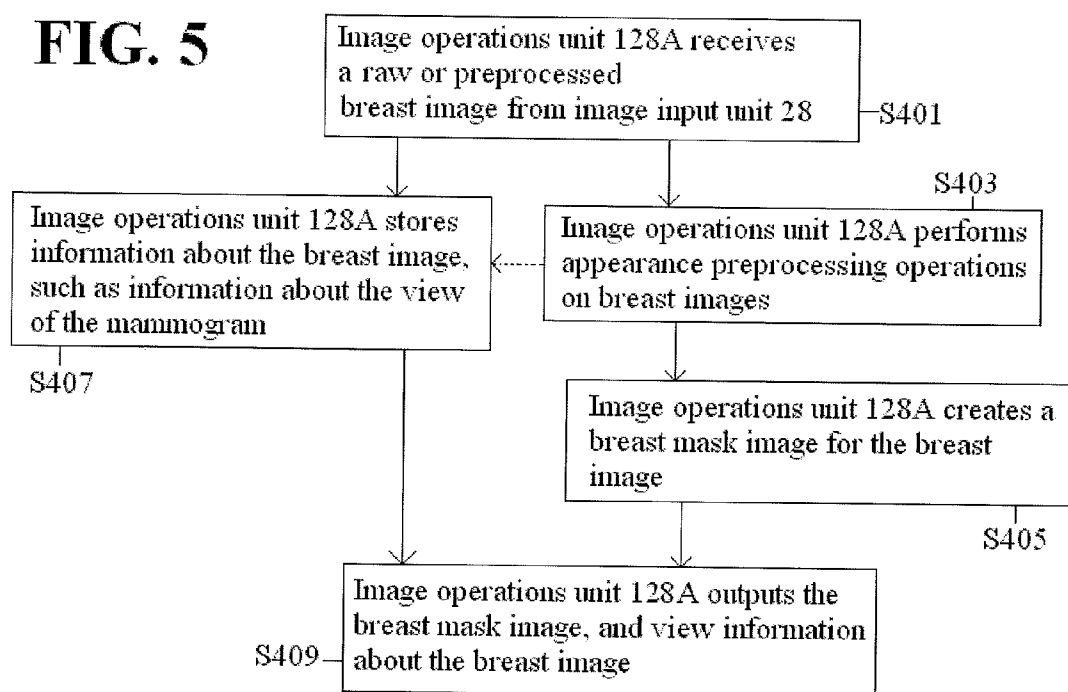 FIG. 5
Image operations unit 128A receives
a raw or preprocessed
breast image from image input unit 28
S401
S403
Image operations unit 128A stores
information about the breast image,
such as information about the view
of the mammogram
S407
Image operations unit 128A performs
appearance preprocessing operations
on breast images
Image operations unit 128A creates a
breast mask image for the breast
image
S405
Image operations unit 128A outputs the
breast mask image, and view information
about the breast image
S409